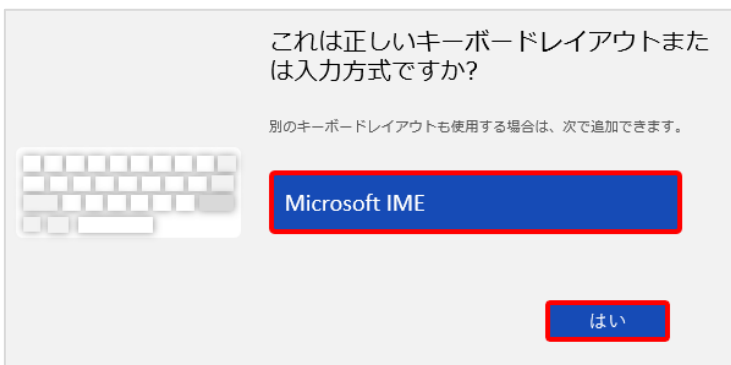 これは正しいキーボードレイアウトまた
は入力方式ですか?
別のキーボードレイアウトも使用する場合は、次で追加できます。
Microsoft IME
はい